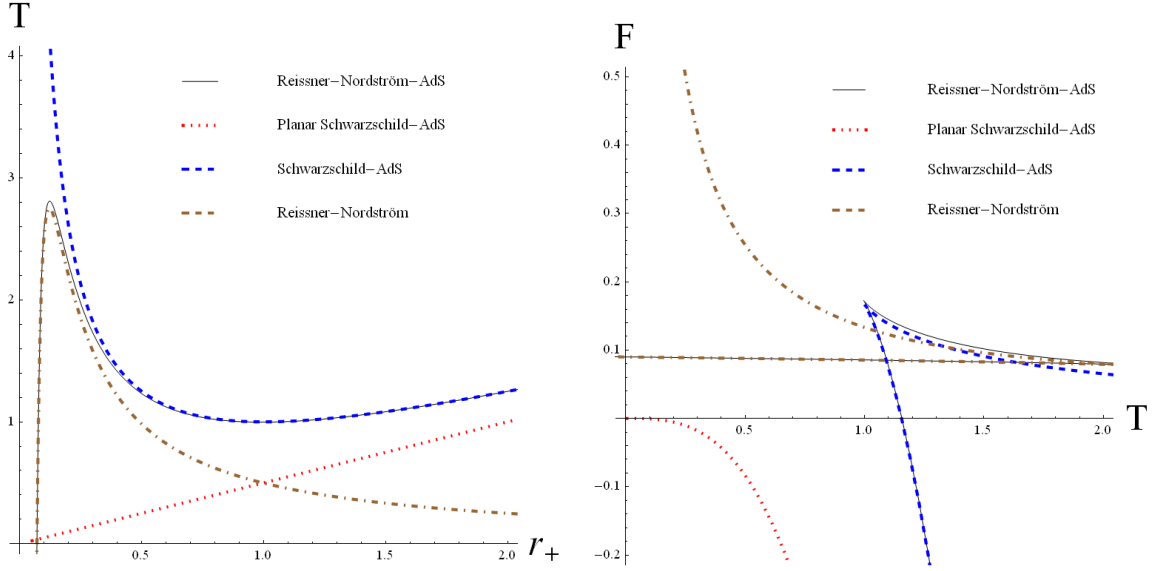 T
4
3
2
1
0.5
1.0
1.5
2.0
r+
Reissner−Nordström−AdS
Planar Schwarzschild−AdS
Schwarzschild−AdS
Reissner−Nordström
F
0.5
0.4
0.3
0.2
0.1
−0.1
−0.2
0.5
1.0
1.5
2.0
T
Reissner−Nordström−AdS
Planar Schwarzschild−AdS
Schwarzschild−AdS
Reissner−Nordström